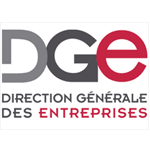 DGe
DIRECTION GÉNÉRALE
DES ENTREPRISES